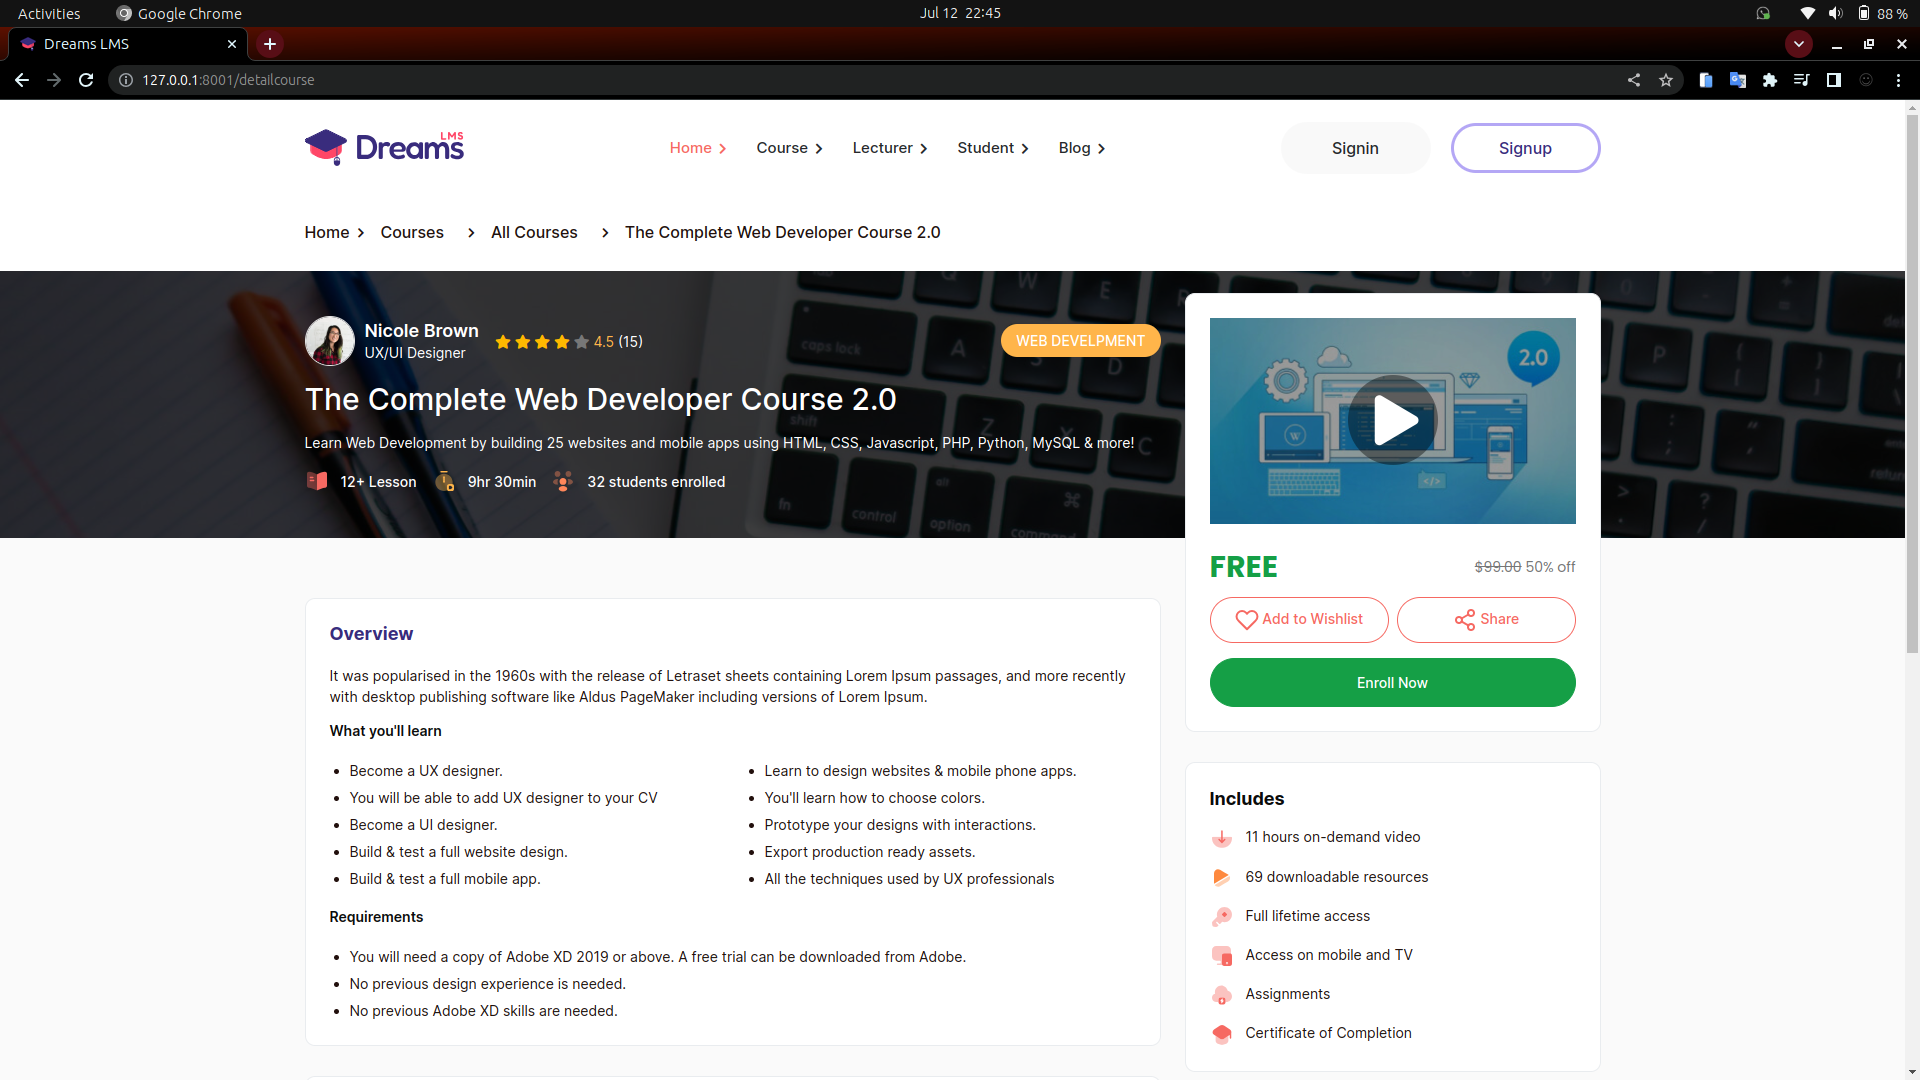 Activities Google Chrome Jul 12 22:45 88 %
Dreams LMS
127.0.0.1:8001/detailcourse
Dreams LMS Home Course Lecturer Student Blog Signin Signup
Home Courses All Courses The Complete Web Developer Course 2.0
Nicole Brown
UX/UI Designer
4.5 (15)
WEB DEVELPMENT
The Complete Web Developer Course 2.0
Learn Web Development by building 25 websites and mobile apps using HTML, CSS, Javascript, PHP, Python, MySQL & more!
12+ Lesson 9hr 30min 32 students enrolled
caps lock
shift
fn
control
alt
option
command
enter
return
Q W E A S D Z X C P
2.0
FREE $99.00 50% off
Add to Wishlist Share
Enroll Now
Overview
It was popularised in the 1960s with the release of Letraset sheets containing Lorem Ipsum passages, and more recently
with desktop publishing software like Aldus PageMaker including versions of Lorem Ipsum.
What you'll learn
Become a UX designer.
You will be able to add UX designer to your CV
Become a UI designer.
Build & test a full website design.
Build & test a full mobile app.
Learn to design websites & mobile phone apps.
You'll learn how to choose colors.
Prototype your designs with interactions.
Export production ready assets.
All the techniques used by UX professionals
Requirements
You will need a copy of Adobe XD 2019 or above. A free trial can be downloaded from Adobe.
No previous design experience is needed.
No previous Adobe XD skills are needed.
Includes
11 hours on-demand video
69 downloadable resources
Full lifetime access
Access on mobile and TV
Assignments
Certificate of Completion